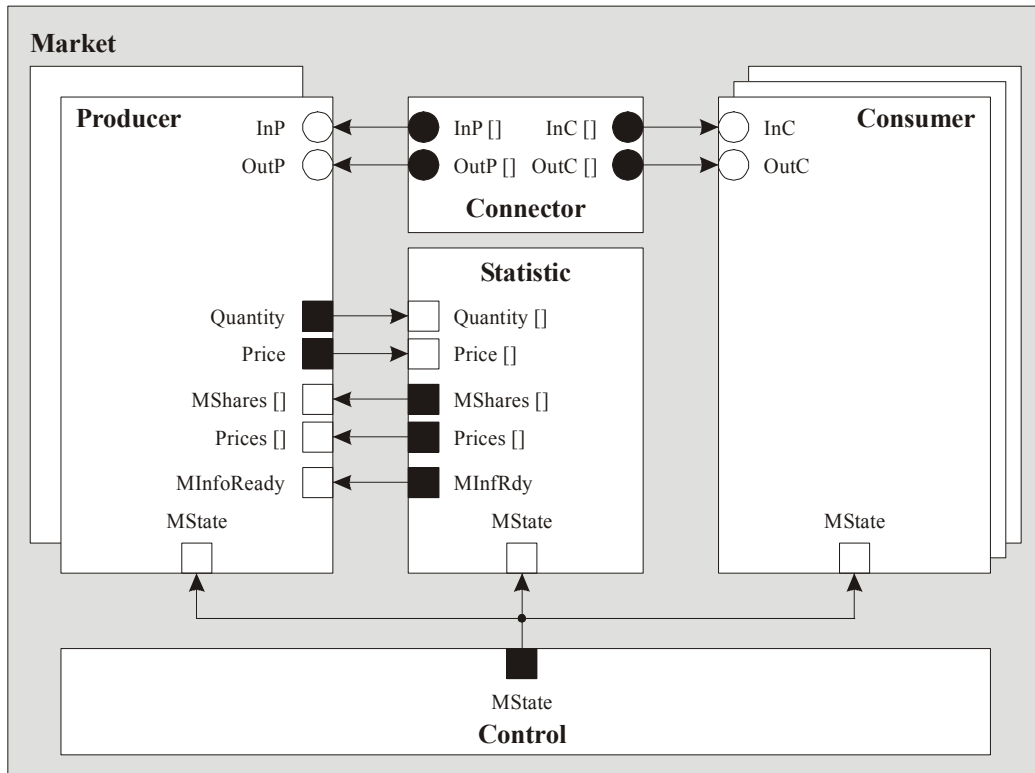 Market
Producer
InP
OutP
Quantity
Price
MShares []
Prices []
MInfoReady
MState
InP [] InC []
OutP [] OutC []
Connector
Statistic
Quantity []
Price []
MShares []
Prices []
MInfRdy
MState
Consumer
InC
OutC
MState
MState
Control